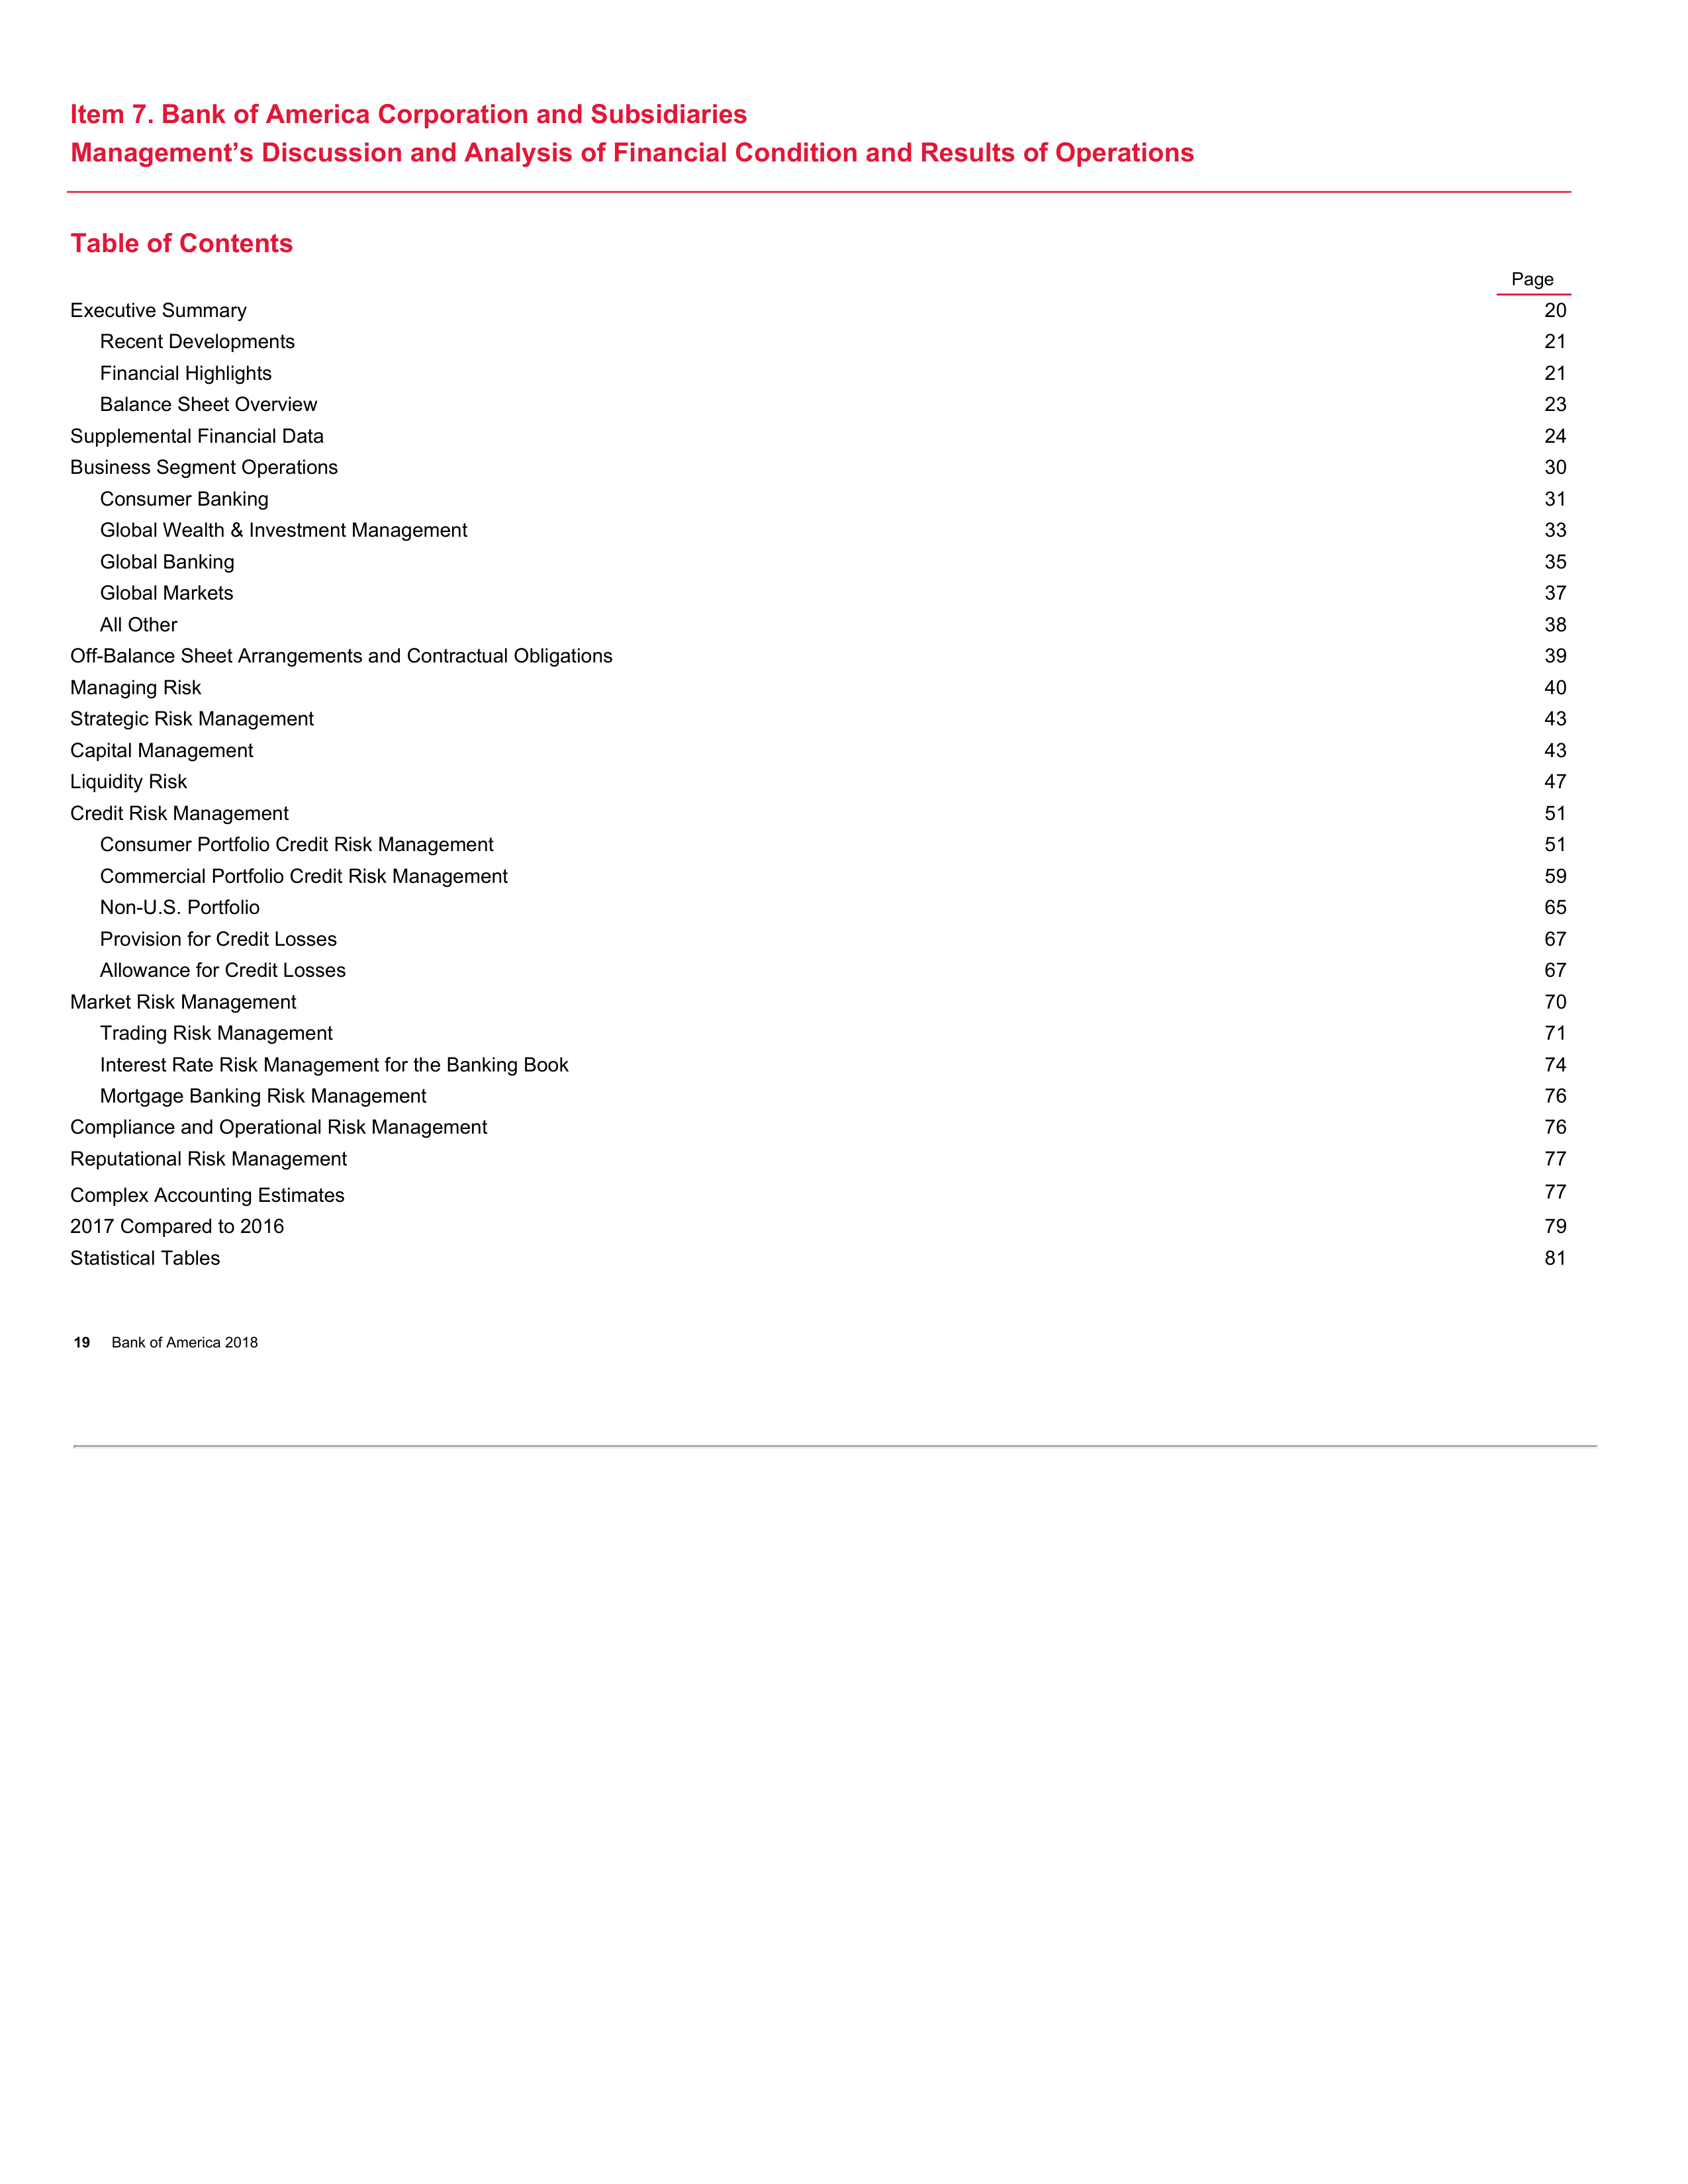 Item 7. Bank of America Corporation and Subsidiaries
Management’s Discussion and Analysis of Financial Condition and Results of Operations
Table of Contents
Page
Executive Summary 20
Recent Developments 21
Financial Highlights 21
Balance Sheet Overview 23
Supplemental Financial Data 24
Business Segment Operations 30
Consumer Banking 31
Global Wealth & Investment Management 33
Global Banking 35
Global Markets 37
All Other 38
Off-Balance Sheet Arrangements and Contractual Obligations 39
Managing Risk 40
Strategic Risk Management 43
Capital Management 43
Liquidity Risk 47
Credit Risk Management 51
Consumer Portfolio Credit Risk Management 51
Commercial Portfolio Credit Risk Management 59
Non-U.S. Portfolio 65
Provision for Credit Losses 67
Allowance for Credit Losses 67
Market Risk Management 70
Trading Risk Management 71
Interest Rate Risk Management for the Banking Book 74
Mortgage Banking Risk Management 76
Compliance and Operational Risk Management 76
Reputational Risk Management 77
Complex Accounting Estimates 77
2017 Compared to 2016 79
Statistical Tables 81
19 Bank of America 2018